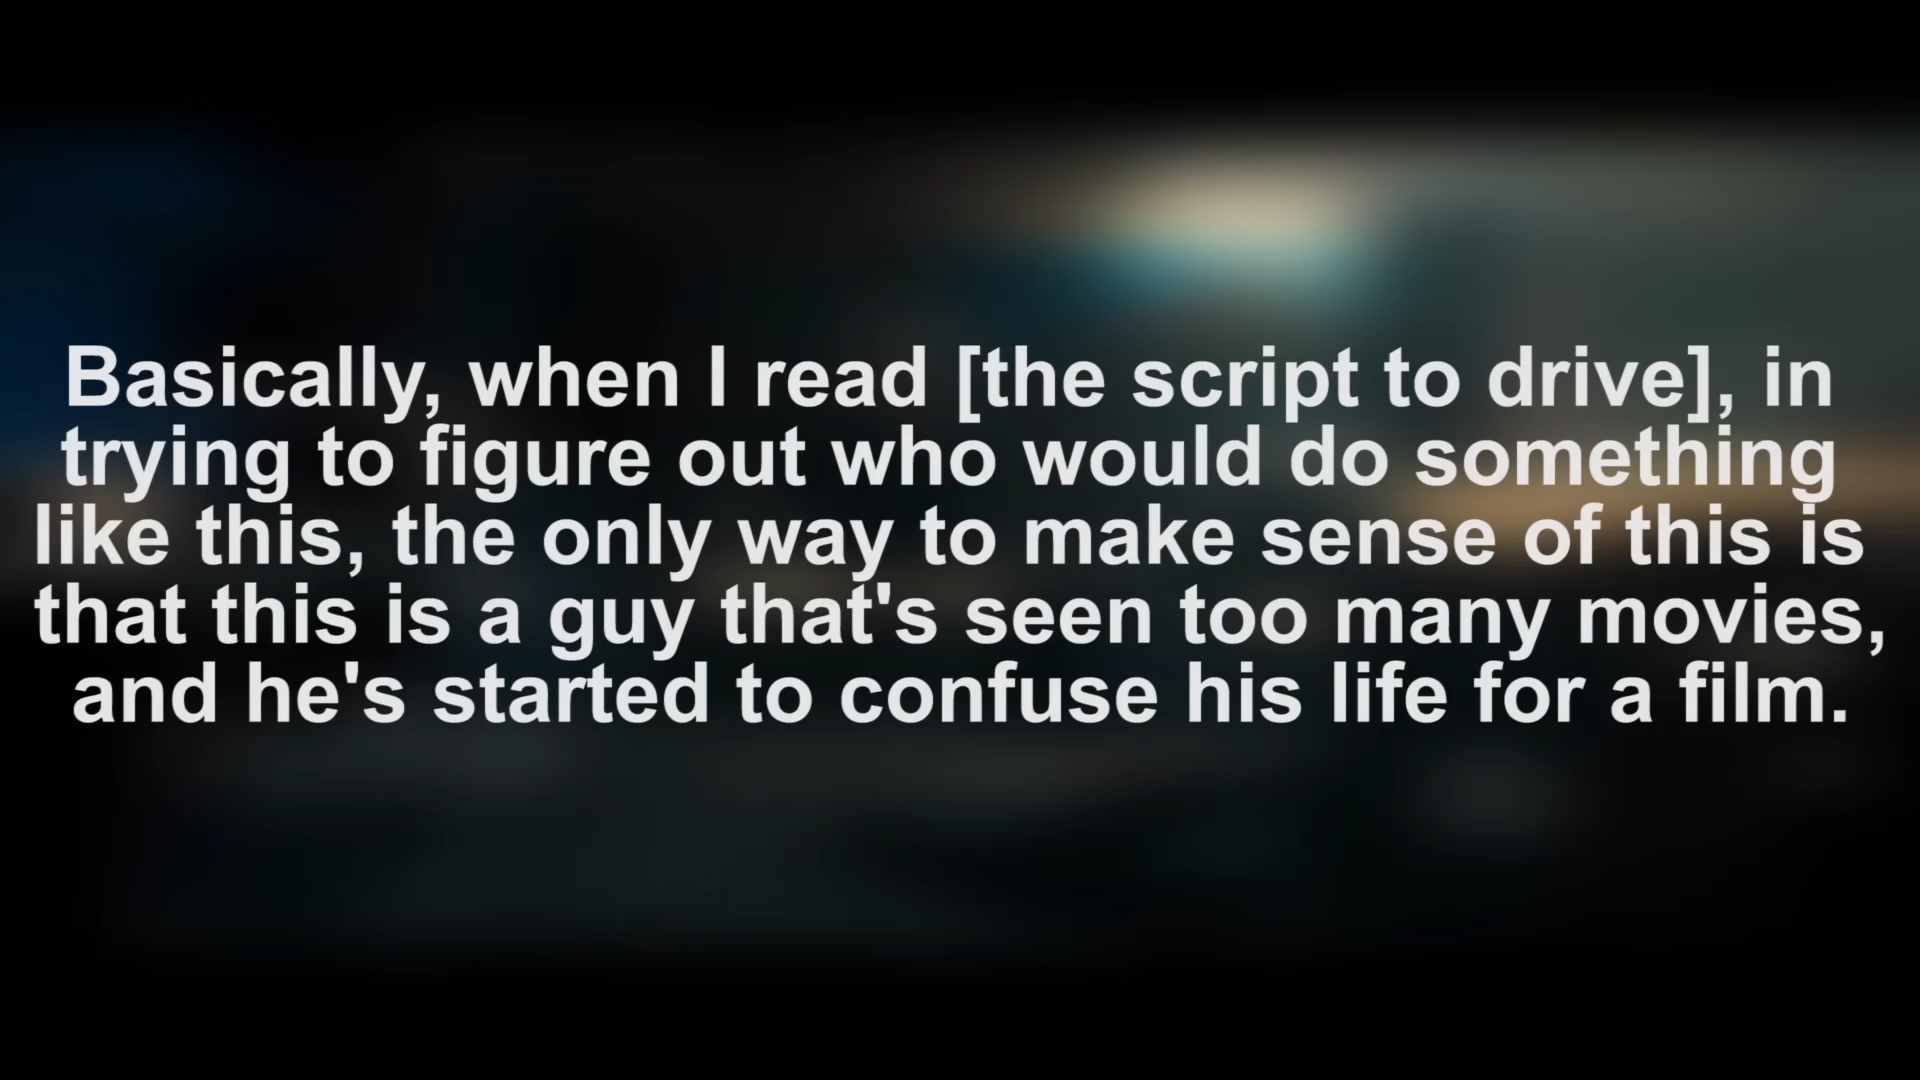 Basically, when I read [the script to drive], in
trying to figure out who would do something
like this, the only way to make sense of this is
that this is a guy that's seen too many movies,
and he's started to confuse his life for a film.